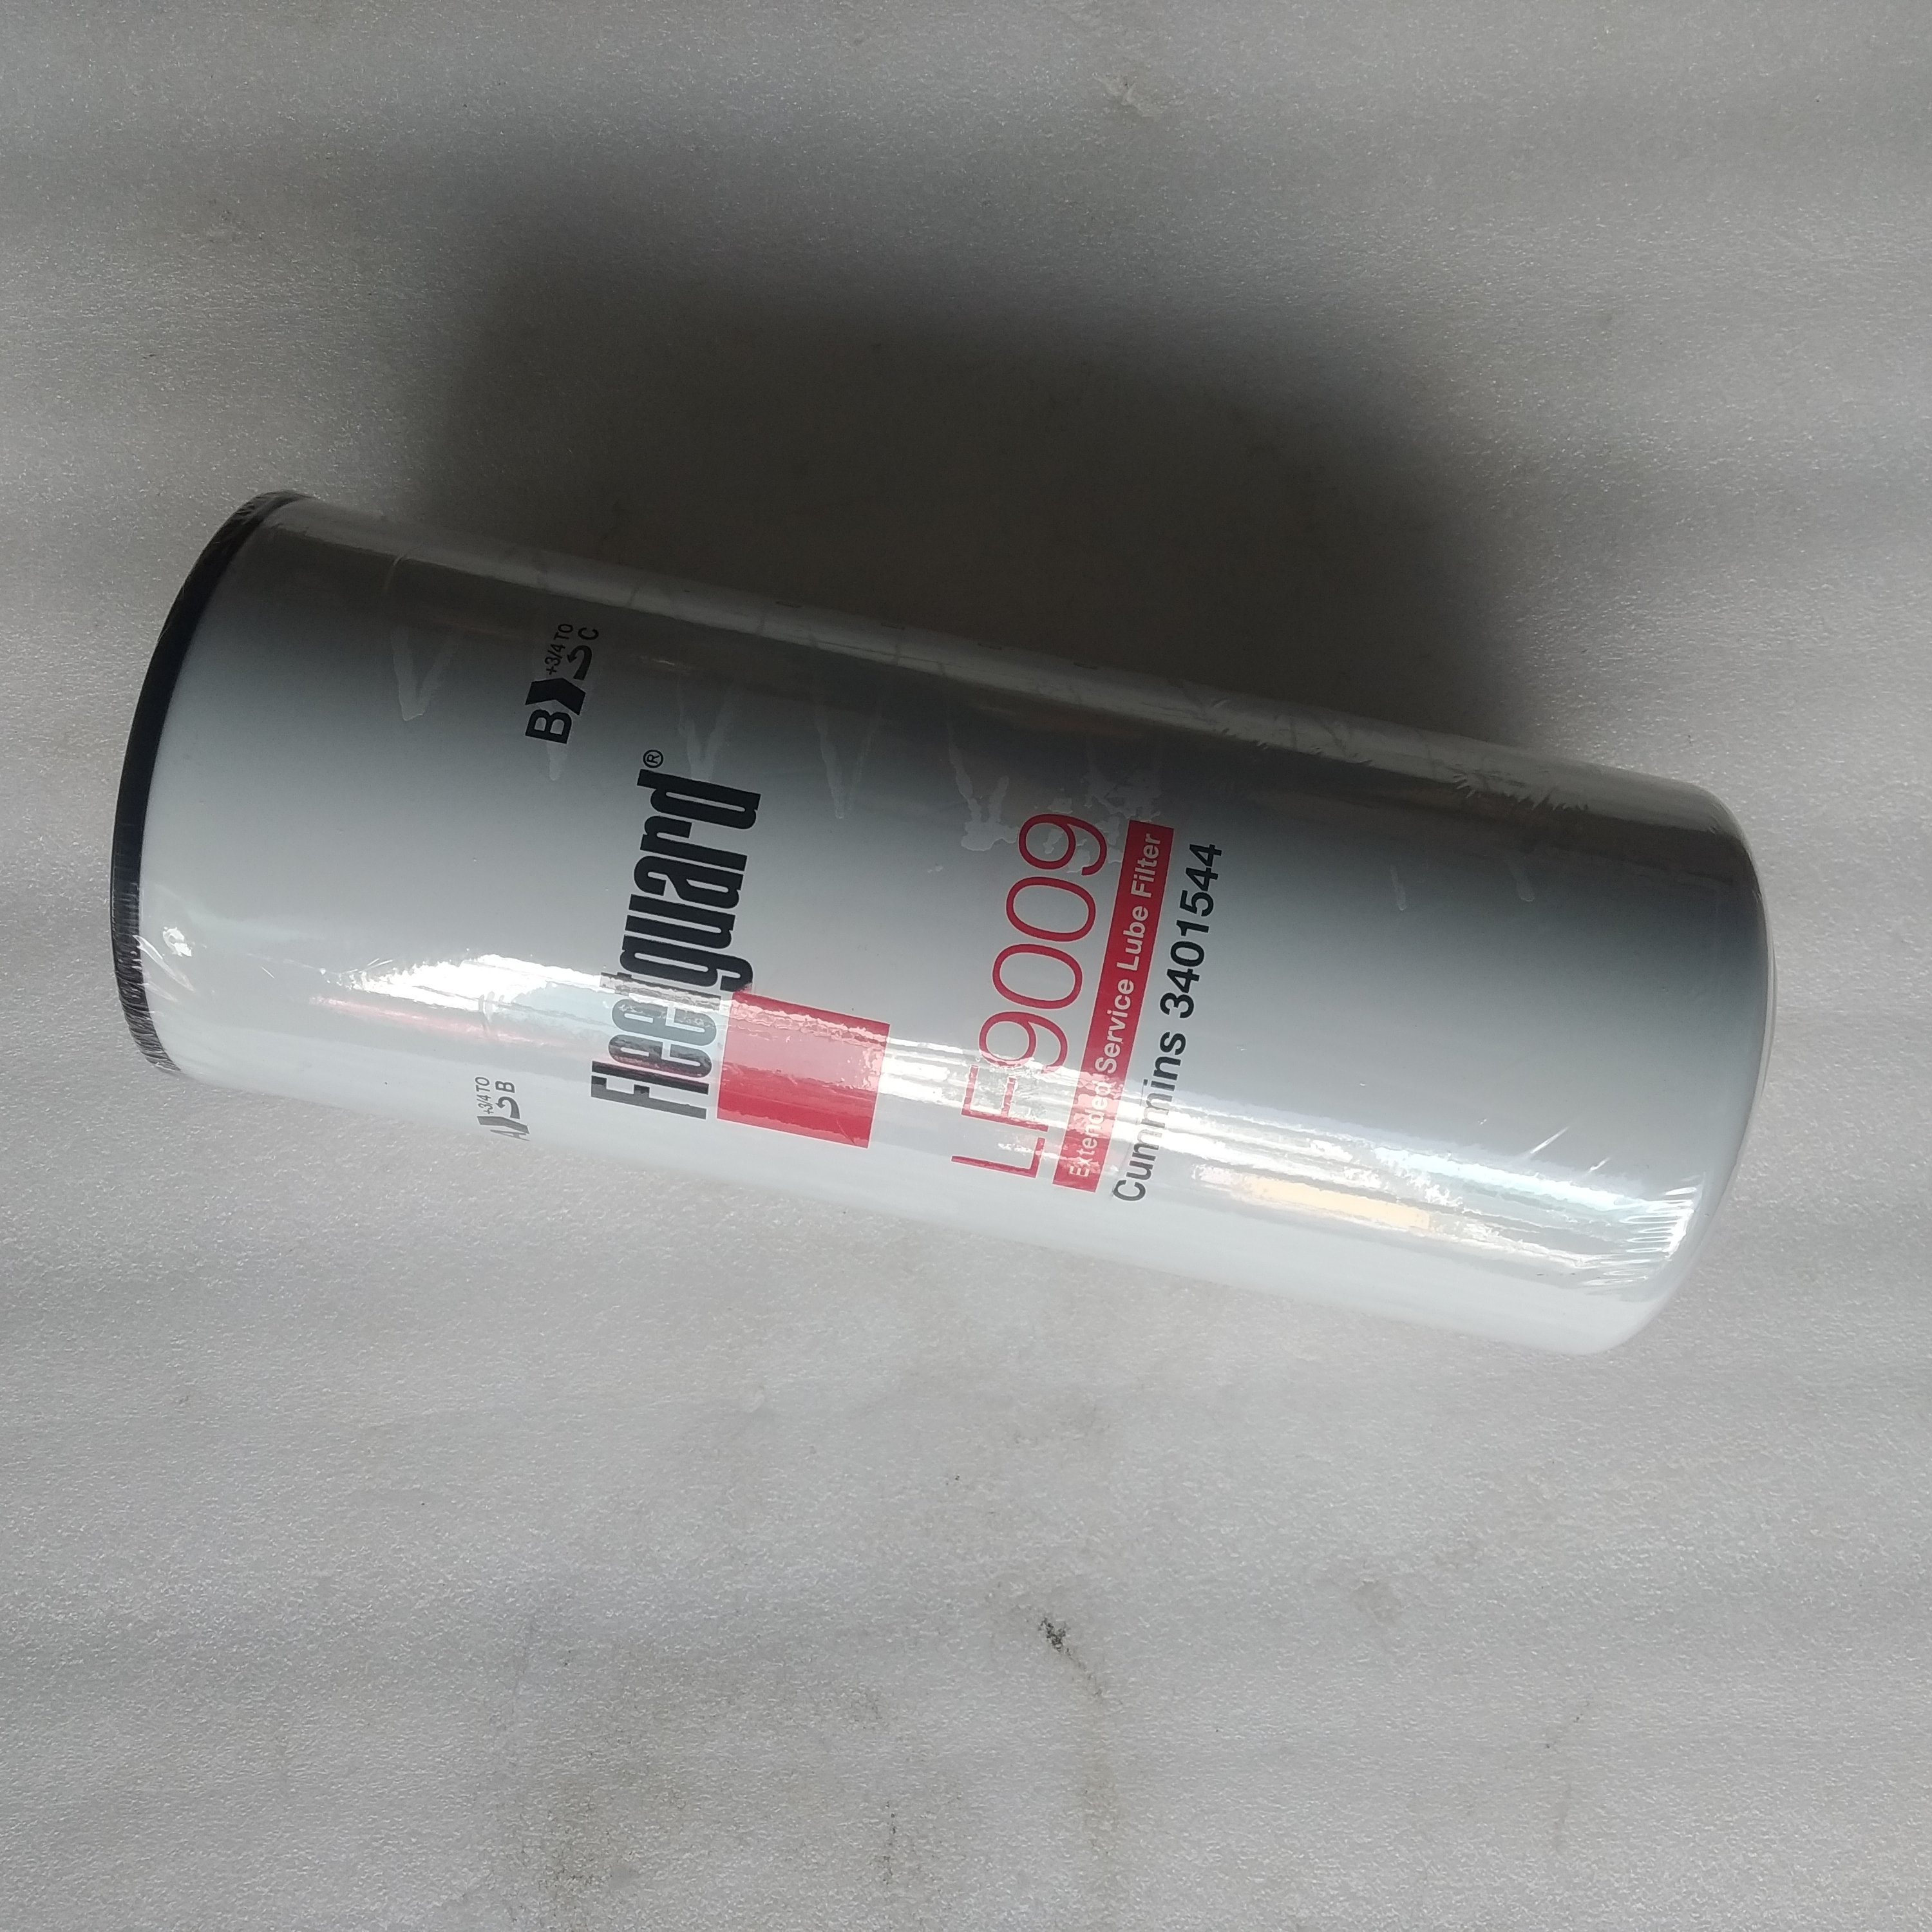 A +3/4 TO B
B +3/4 TO C
Fleetguard®
LF9009
Extended Service Lube Filter
Cummins 3401544